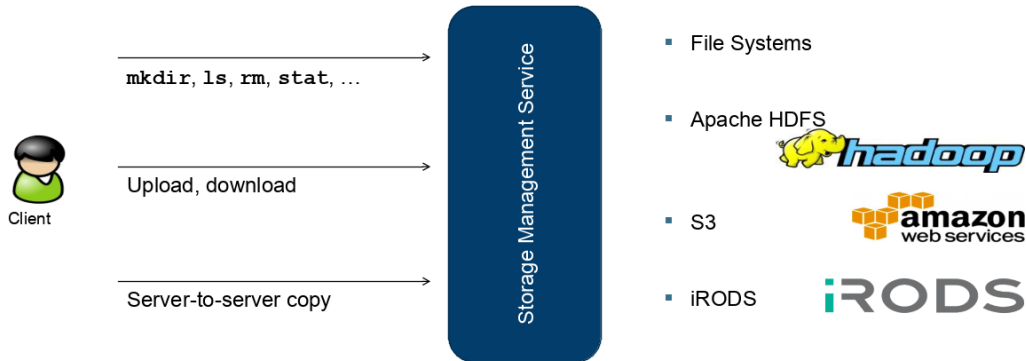 mkdir, ls, rm, stat, …
Upload, download
Client
Server-to-server copy
Storage Management Service
▪ File Systems
▪ Apache HDFS
hadoop
▪ S3
amazon
web services
▪ iRODS
iRODS